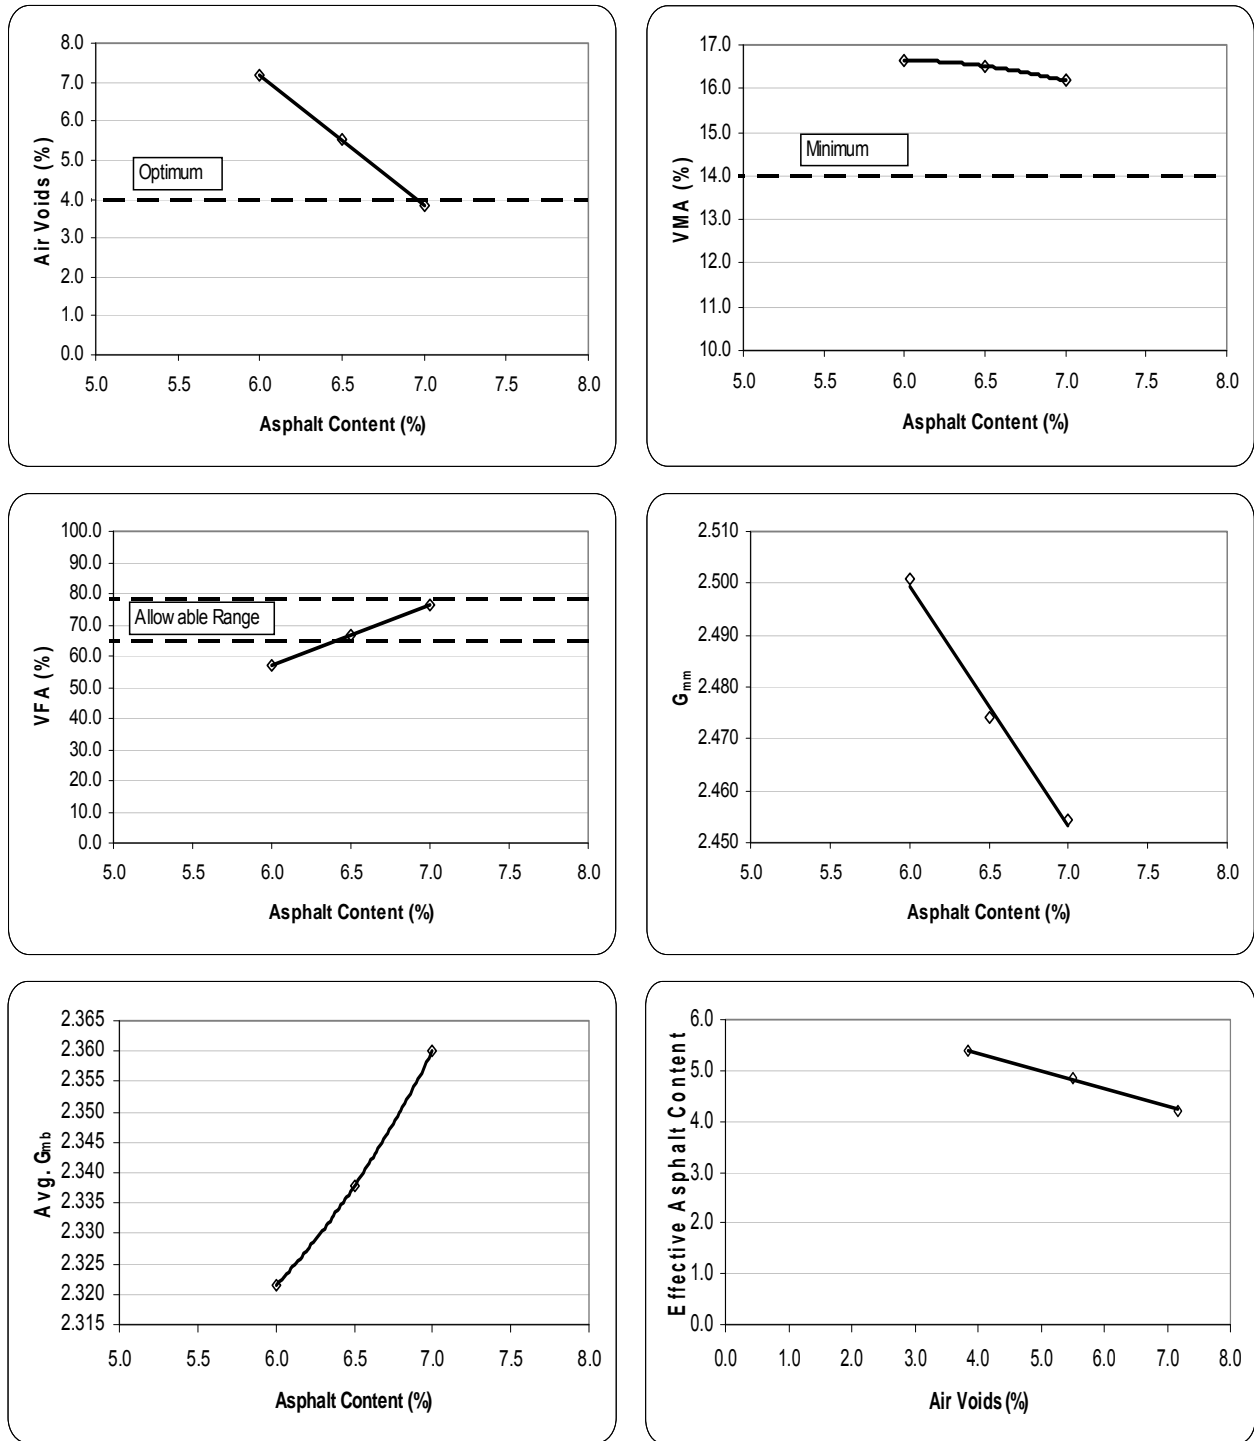 8.0
7.0
6.0
5.0
4.0
3.0
2.0
1.0
0.0
Air Voids (%)
Optimum
5.0 5.5 6.0 6.5 7.0 7.5 8.0
Asphalt Content (%)
17.0
16.0
15.0
14.0
13.0
12.0
11.0
10.0
VMA (%)
Minimum
5.0 5.5 6.0 6.5 7.0 7.5 8.0
Asphalt Content (%)
100.0
90.0
80.0
70.0
60.0
50.0
40.0
30.0
20.0
10.0
0.0
VFA (%)
Allowable Range
5.0 5.5 6.0 6.5 7.0 7.5 8.0
Asphalt Content (%)
2.510
2.500
2.490
2.480
2.470
2.460
2.450
Gmm
5.0 5.5 6.0 6.5 7.0 7.5 8.0
Asphalt Content (%)
2.365
2.360
2.355
2.350
2.345
2.340
2.335
2.330
2.325
2.320
2.315
Avg. Gmb
5.0 5.5 6.0 6.5 7.0 7.5 8.0
Asphalt Content (%)
6.0
5.0
4.0
3.0
2.0
1.0
0.0
Effective Asphalt Content
0.0 1.0 2.0 3.0 4.0 5.0 6.0 7.0 8.0
Air Voids (%)